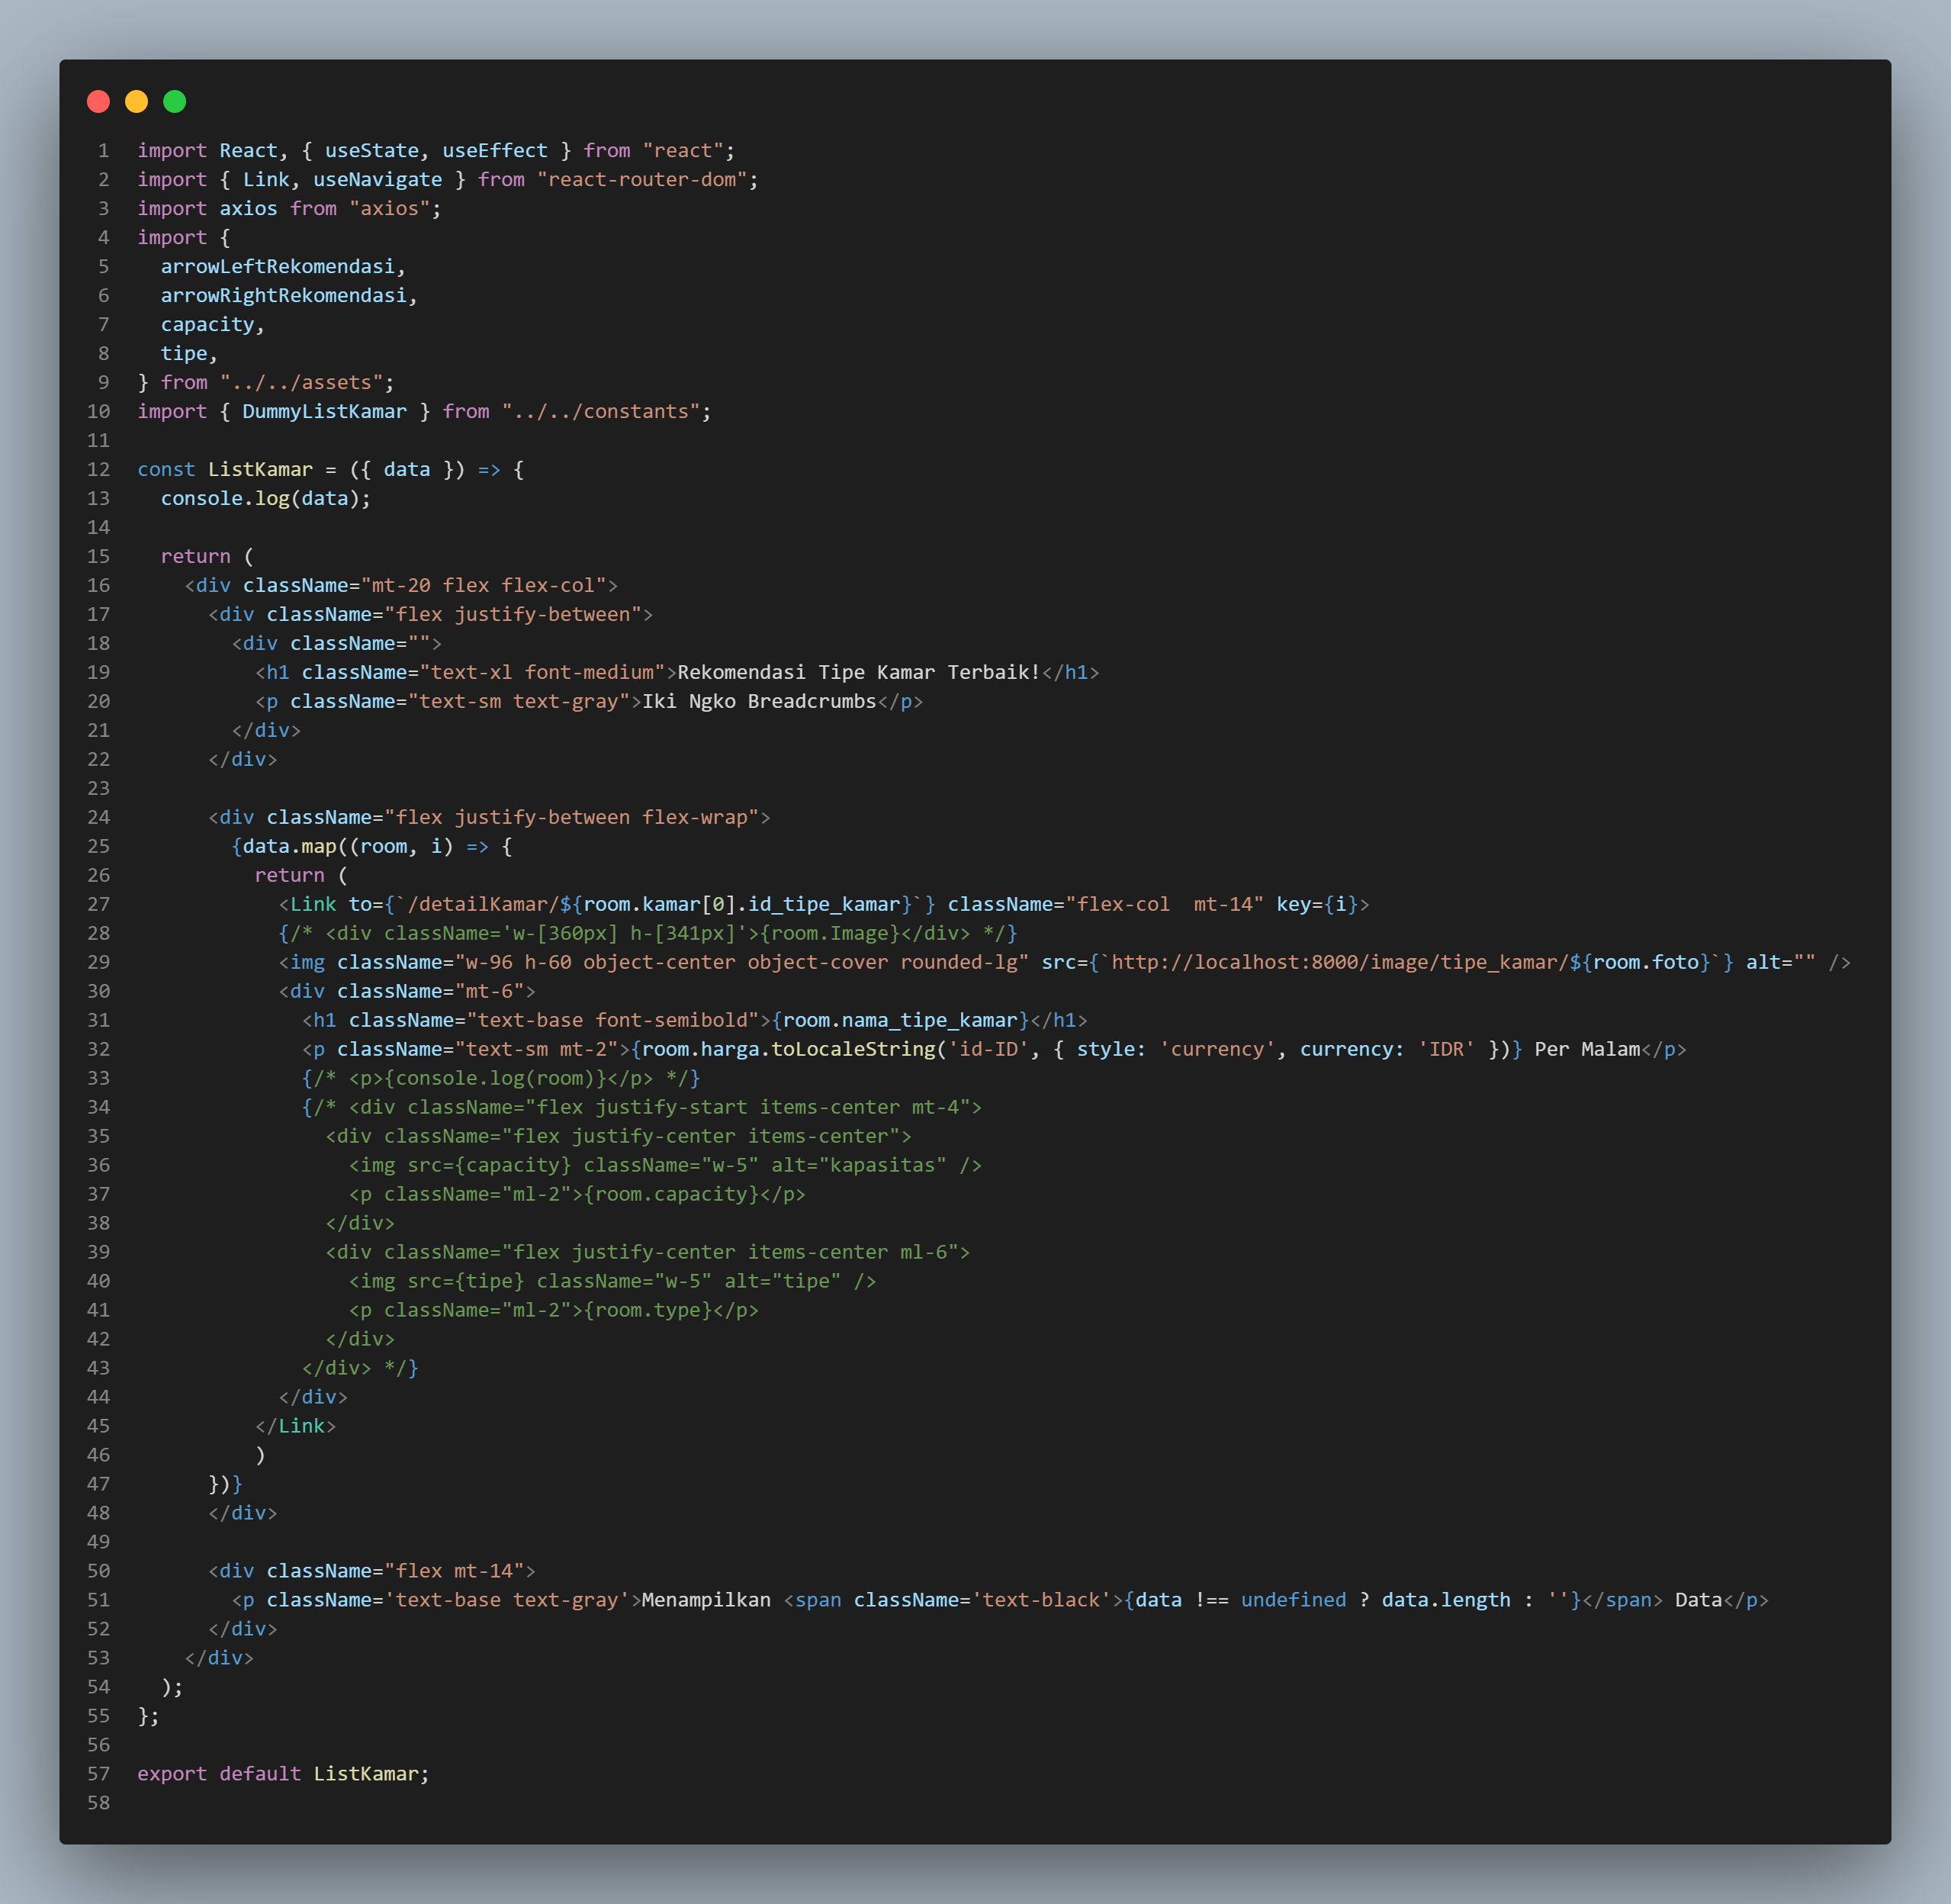 1 import React, { useState, useEffect } from "react";
2 import { Link, useNavigate } from "react-router-dom";
3 import axios from "axios";
4 import {
5   arrowLeftRekomendasi,
6   arrowRightRekomendasi,
7   capacity,
8   tipe,
9 } from "../../assets";
10 import { DummyListKamar } from "../../constants";
11
12 const ListKamar = ({ data }) => {
13   console.log(data);
14
15   return (
16     <div className="mt-20 flex flex-col">
17       <div className="flex justify-between">
18         <div className="">
19           <h1 className="text-xl font-medium">Rekomendasi Tipe Kamar Terbaik!</h1>
20           <p className="text-sm text-gray">Iki Ngko Breadcrumbs</p>
21         </div>
22       </div>
23
24       <div className="flex justify-between flex-wrap">
25         {data.map((room, i) => {
26           return (
27             <Link to={`/detailKamar/${room.kamar[0].id_tipe_kamar}`} className="flex-col  mt-14" key={i}>
28             {/* <div className='w-[360px] h-[341px]'>{room.Image}</div> */}
29             <img className="w-96 h-60 object-center object-cover rounded-lg" src={`http://localhost:8000/image/tipe_kamar/${room.foto}`} alt="" />
30             <div className="mt-6">
31               <h1 className="text-base font-semibold">{room.nama_tipe_kamar}</h1>
32               <p className="text-sm mt-2">{room.harga.toLocaleString('id-ID', { style: 'currency', currency: 'IDR' })} Per Malam</p>
33               {/* <p>{console.log(room)}</p> */}
34               {/* <div className="flex justify-start items-center mt-4">
35                 <div className="flex justify-center items-center">
36                   <img src={capacity} className="w-5" alt="kapasitas" />
37                   <p className="ml-2">{room.capacity}</p>
38                 </div>
39                 <div className="flex justify-center items-center ml-6">
40                   <img src={tipe} className="w-5" alt="tipe" />
41                   <p className="ml-2">{room.type}</p>
42                 </div>
43               </div> */}
44             </div>
45           </Link>
46           )
47       })}
48       </div>
49
50       <div className="flex mt-14">
51         <p className='text-base text-gray'>Menampilkan <span className='text-black'>{data !== undefined ? data.length : ''}</span> Data</p>
52       </div>
53     </div>
54   );
55 };
56
57 export default ListKamar;
58